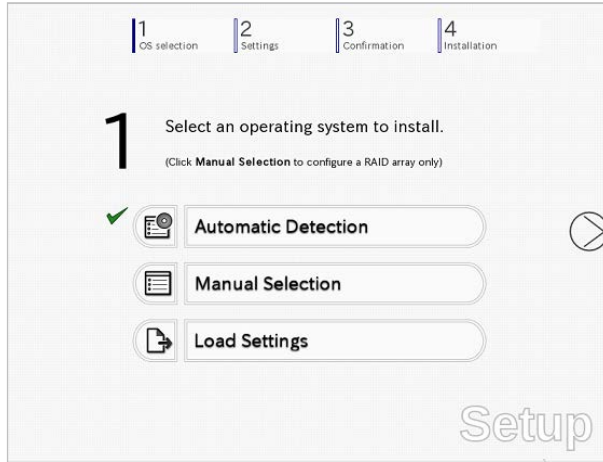 1
OS selection
2
Settings
3
Confirmation
4
Installation
1
Select an operating system to install.
(Click Manual Selection to configure a RAID array only)
Automatic Detection
Manual Selection
Load Settings
Setup